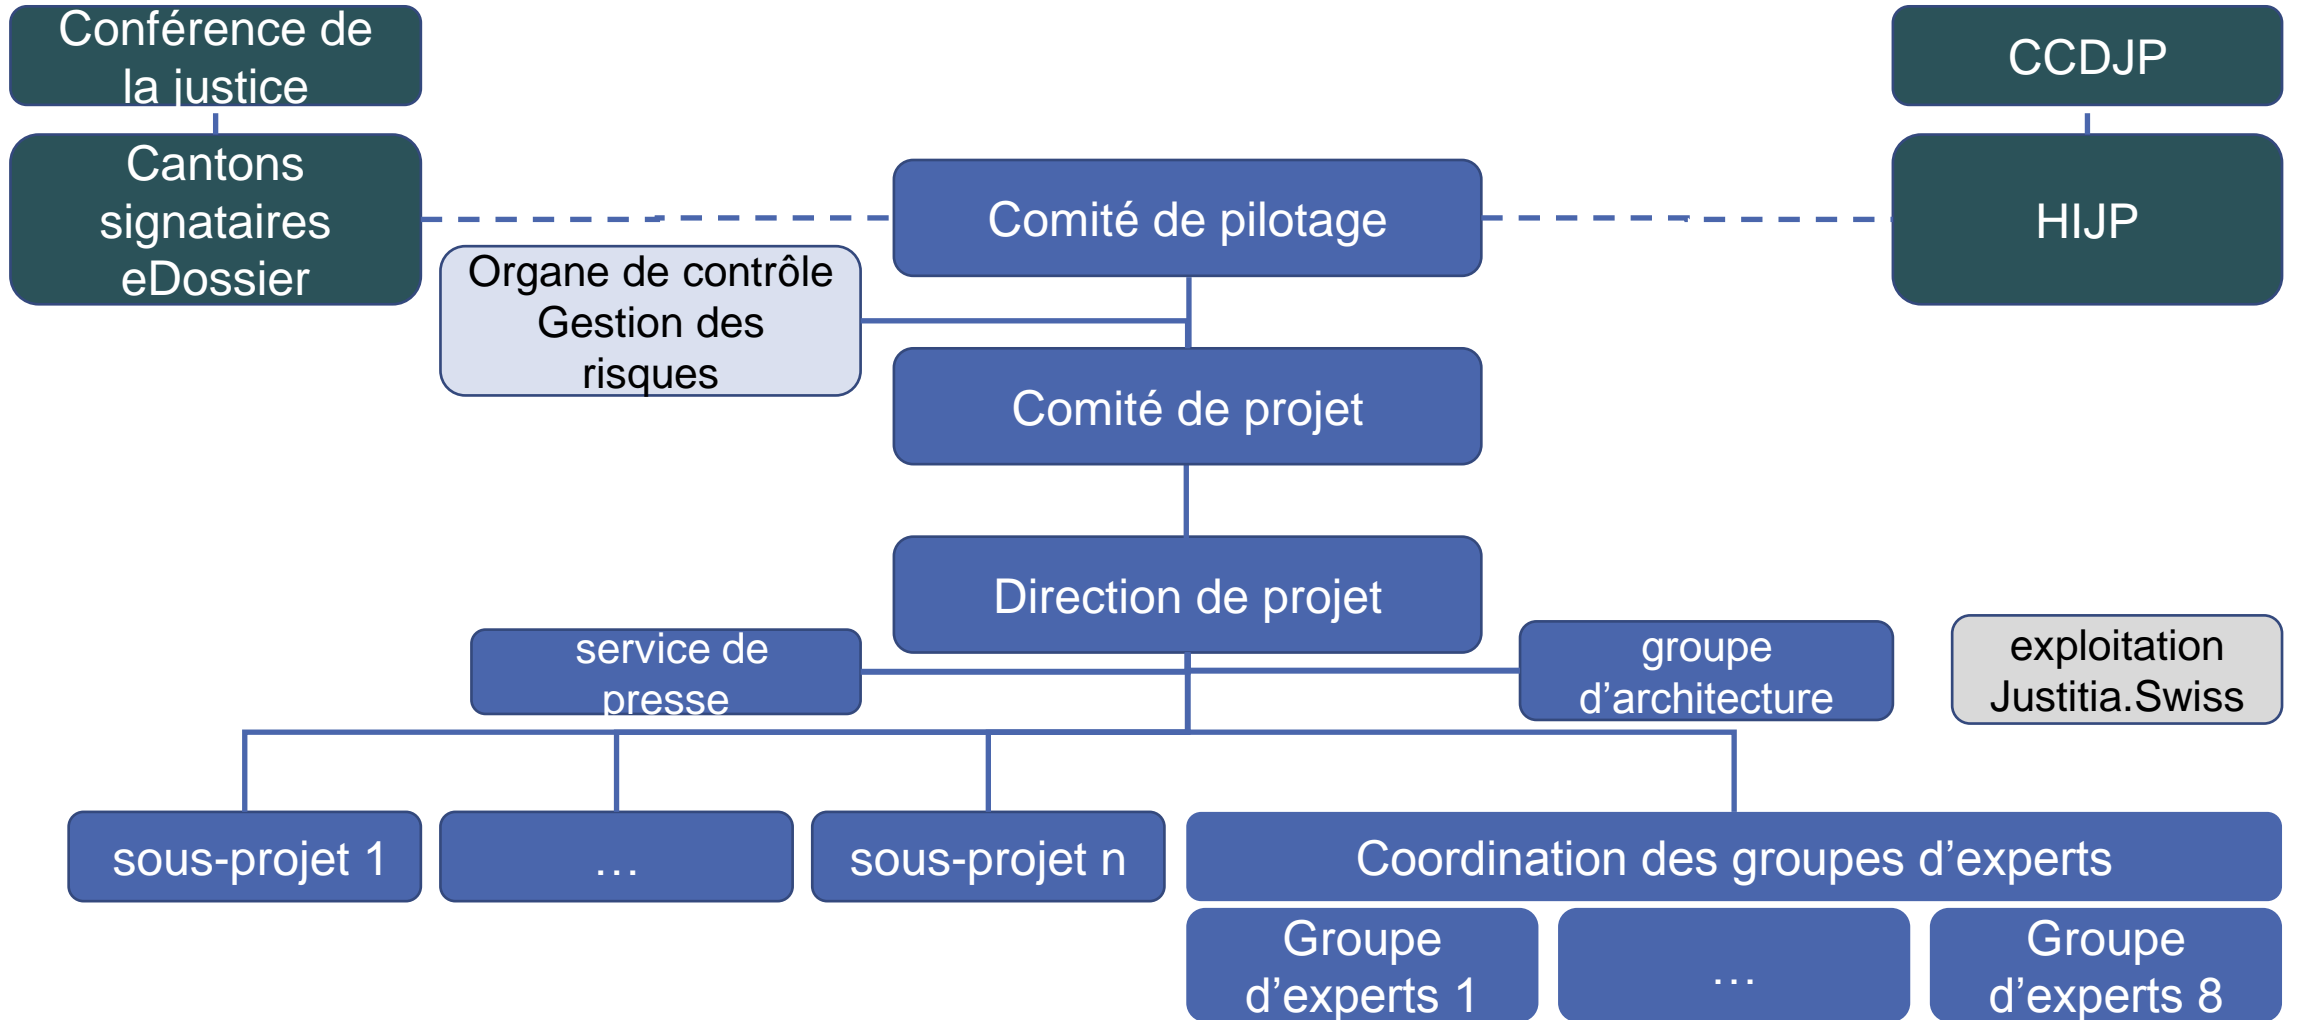 Conférence de
la justice
CCDJP
Cantons
signataires
eDossier
Comité de pilotage
HIJP
Organe de contrôle
Gestion des
risques
Comité de projet
Direction de projet
service de
presse
groupe
d’architecture
exploitation
Justitia.Swiss
sous-projet 1
…
sous-projet n
Coordination des groupes d’experts
Groupe
d’experts 1
…
Groupe
d’experts 8